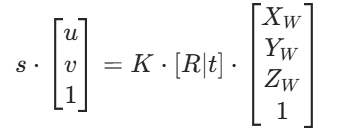 s · [u v 1] = K · [R|t] · [X_W Y_W Z_W 1]